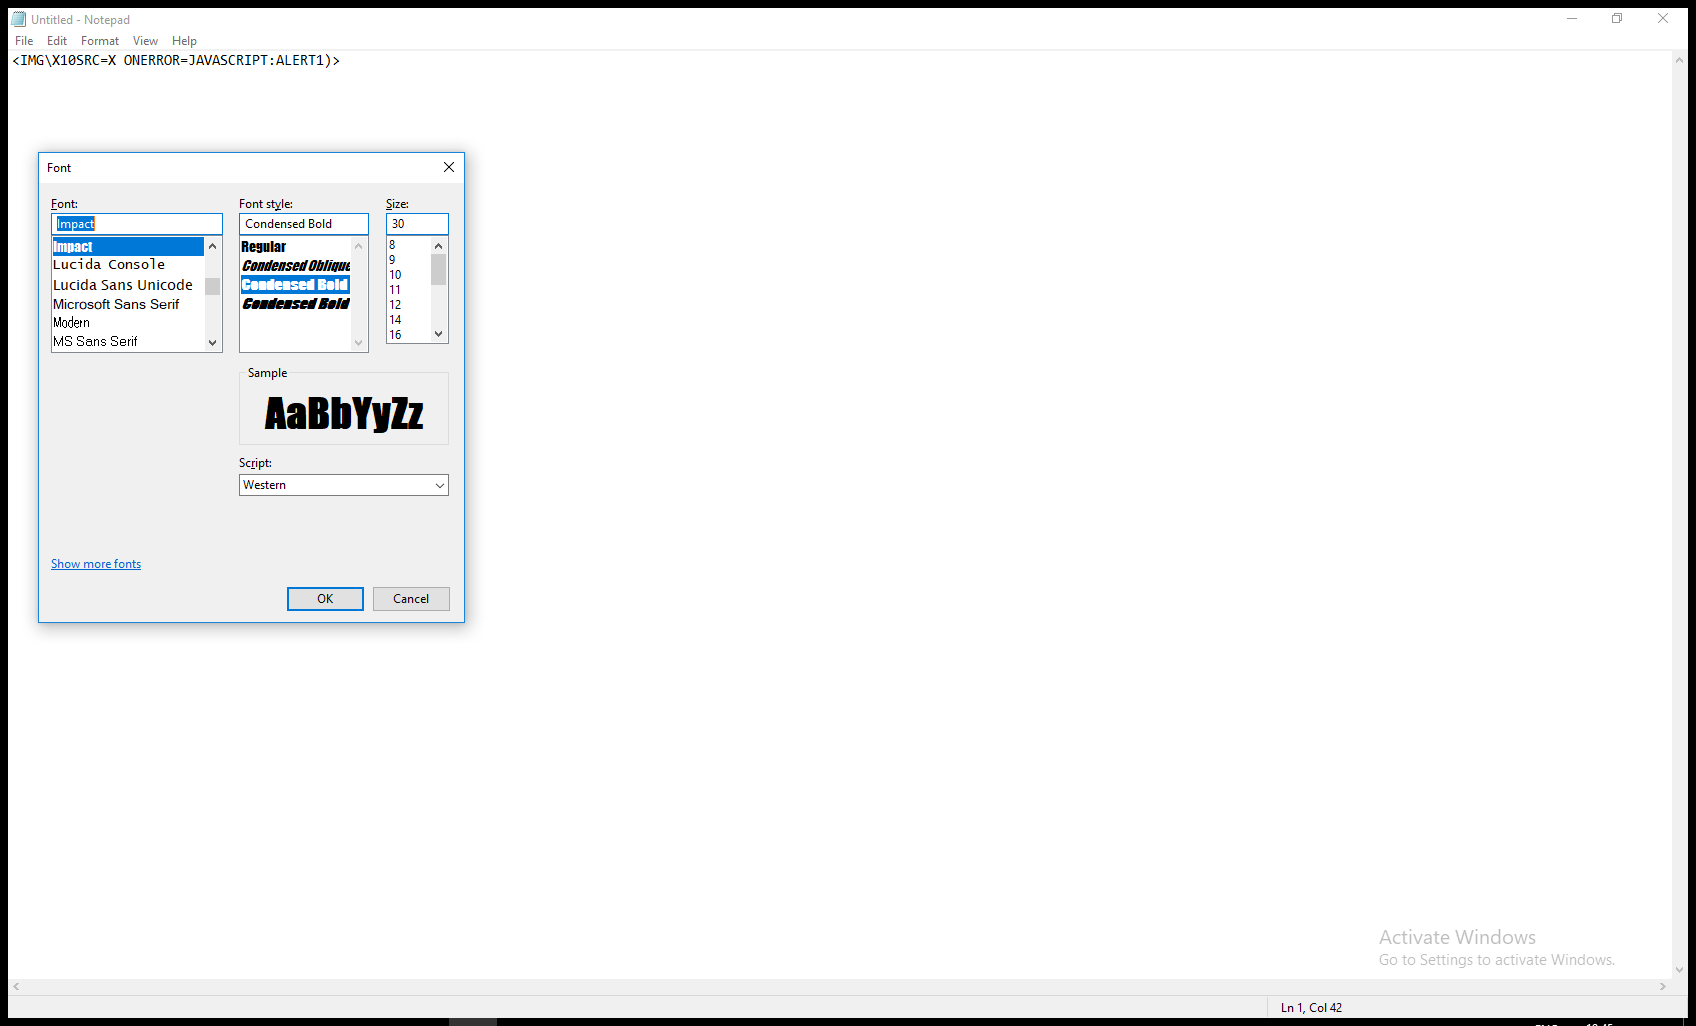 Untitled - Notepad
File Edit Format View Help
<IMG\X10SRC=X ONERROR=JAVASCRIPT:ALERT1)>
Font
Font: Font style: Size:
Impact Condensed Bold 30
Impact
Lucida Console
Lucida Sans Unicode
Microsoft Sans Serif
Modern
MS Sans Serif
Regular
Condensed Oblique
Condensed Bold
Condensed Bold
8
9
10
11
12
14
16
Sample
AaBbYyZz
Script:
Western
Show more fonts
OK Cancel
Activate Windows
Go to Settings to activate Windows.
Ln 1, Col 42